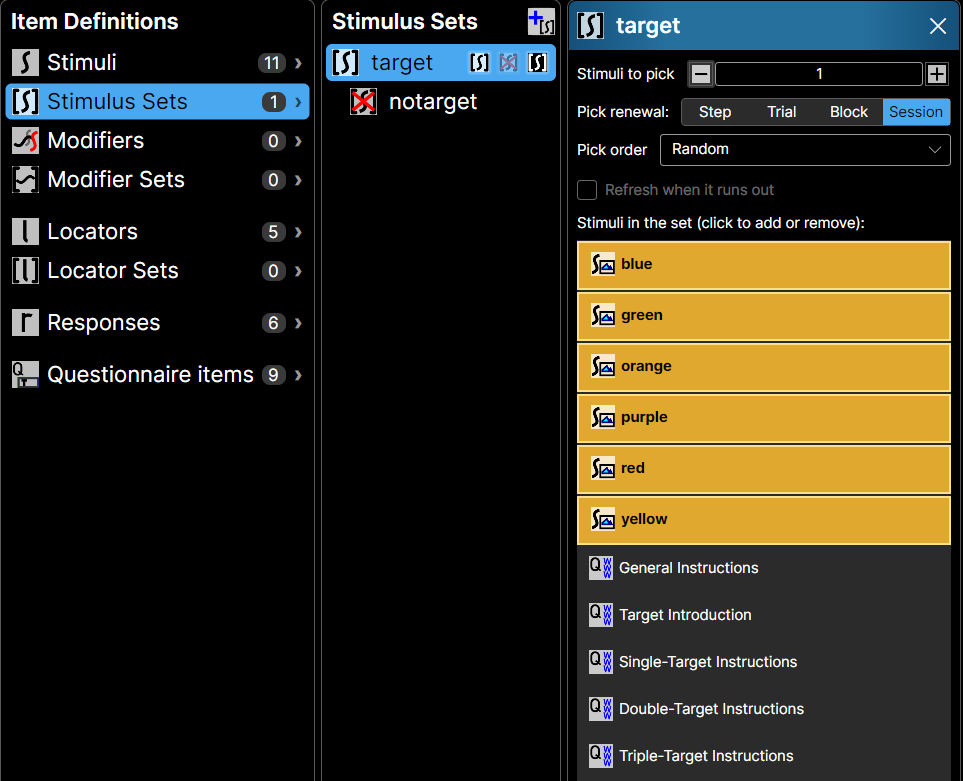 Item Definitions
Stimuli 11 ›
Stimulus Sets 1 ›
Modifiers 0 ›
Modifier Sets 0 ›
Locators 5 ›
Locator Sets 0 ›
Responses 6 ›
Questionnaire items 9 ›
Stimulus Sets
target
notarget
target
Stimuli to pick 1
Pick renewal: Step Trial Block Session
Pick order Random
Refresh when it runs out
Stimuli in the set (click to add or remove):
blue
green
orange
purple
red
yellow
General Instructions
Target Introduction
Single-Target Instructions
Double-Target Instructions
Triple-Target Instructions